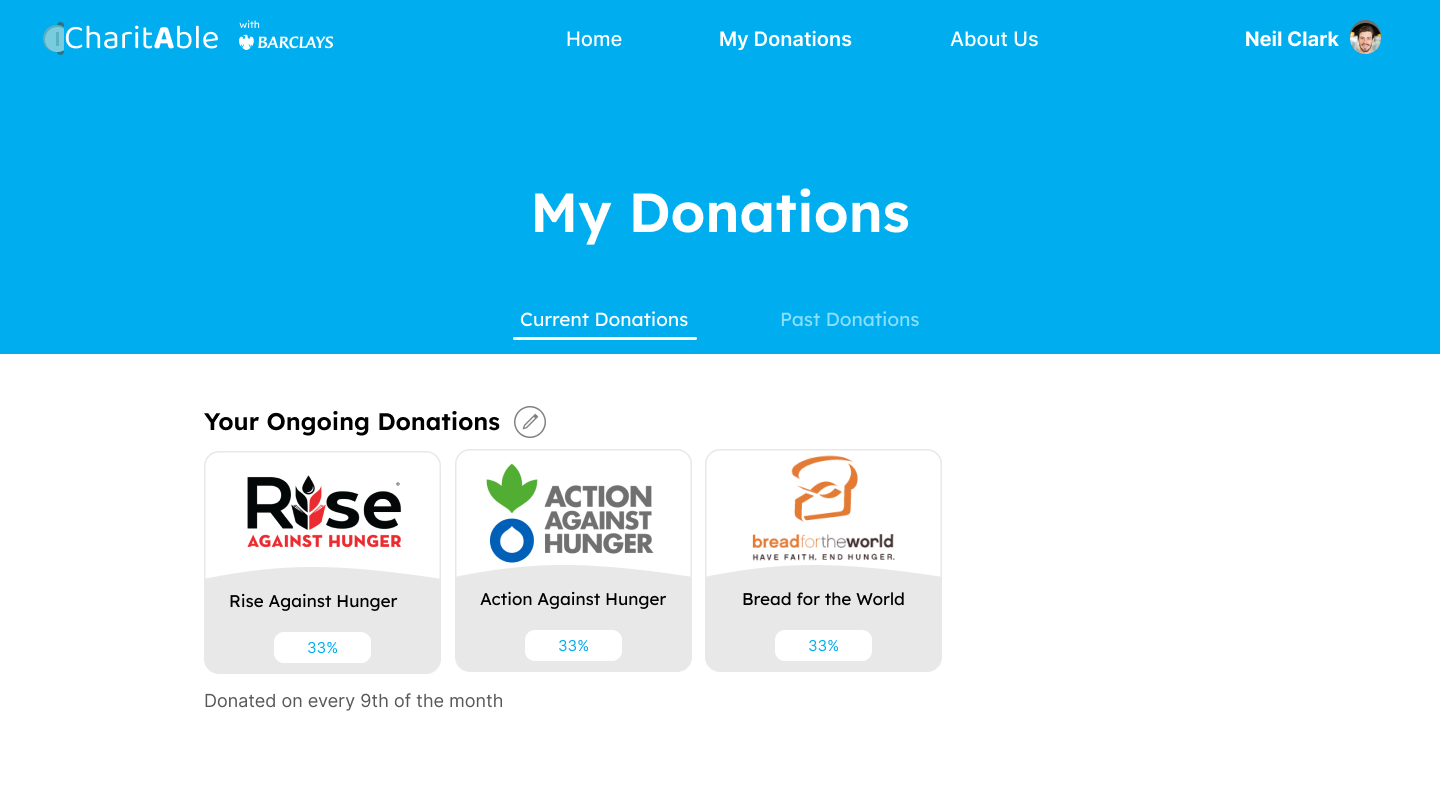 CharitAble with
BARCLAYS
Home My Donations About Us Neil Clark
My Donations
Current Donations Past Donations
Your Ongoing Donations
Rise
AGAINST HUNGER
ACTION
AGAINST
HUNGER
breadfortheworld
HAVE FAITH. END HUNGER.
Rise Against Hunger Action Against Hunger Bread for the World
33% 33% 33%
Donated on every 9th of the month